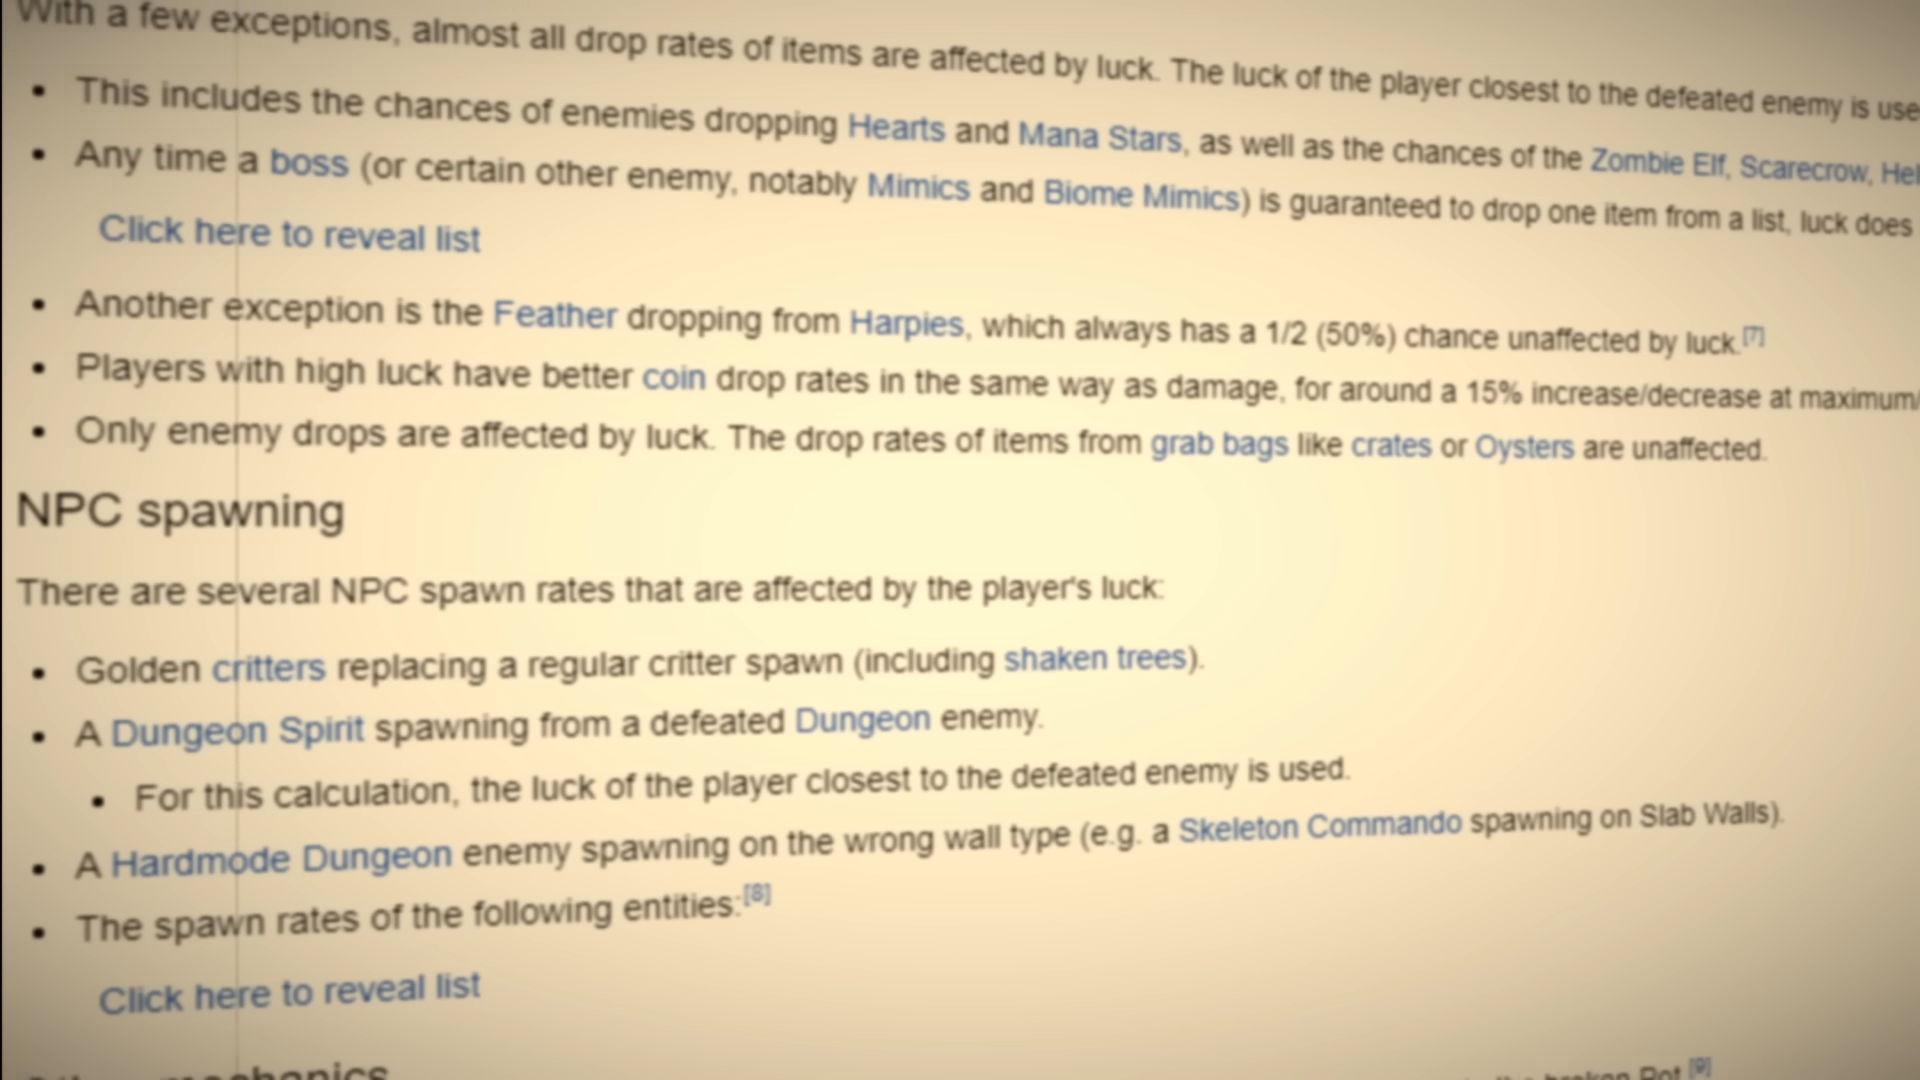 With a few exceptions, almost all drop rates of items are affected by luck. The luck of the player closest to the defeated enemy is use
This includes the chances of enemies dropping Hearts and Mana Stars, as well as the chances of the Zombie Elf, Scarecrow, Hel
Any time a boss (or certain other enemy, notably Mimics and Biome Mimics) is guaranteed to drop one item from a list, luck does
Click here to reveal list
Another exception is the Feather dropping from Harpies, which always has a 1/2 (50%) chance unaffected by luck.[7]
Players with high luck have better coin drop rates in the same way as damage, for around a 15% increase/decrease at maximum/
Only enemy drops are affected by luck. The drop rates of items from grab bags like crates or Oysters are unaffected.
NPC spawning
There are several NPC spawn rates that are affected by the player's luck:
Golden critters replacing a regular critter spawn (including shaken trees).
A Dungeon Spirit spawning from a defeated Dungeon enemy.
For this calculation, the luck of the player closest to the defeated enemy is used.
A Hardmode Dungeon enemy spawning on the wrong wall type (e.g. a Skeleton Commando spawning on Slab Walls).
The spawn rates of the following entities:[8]
Click here to reveal list
mechanics
broken Pot.[9]